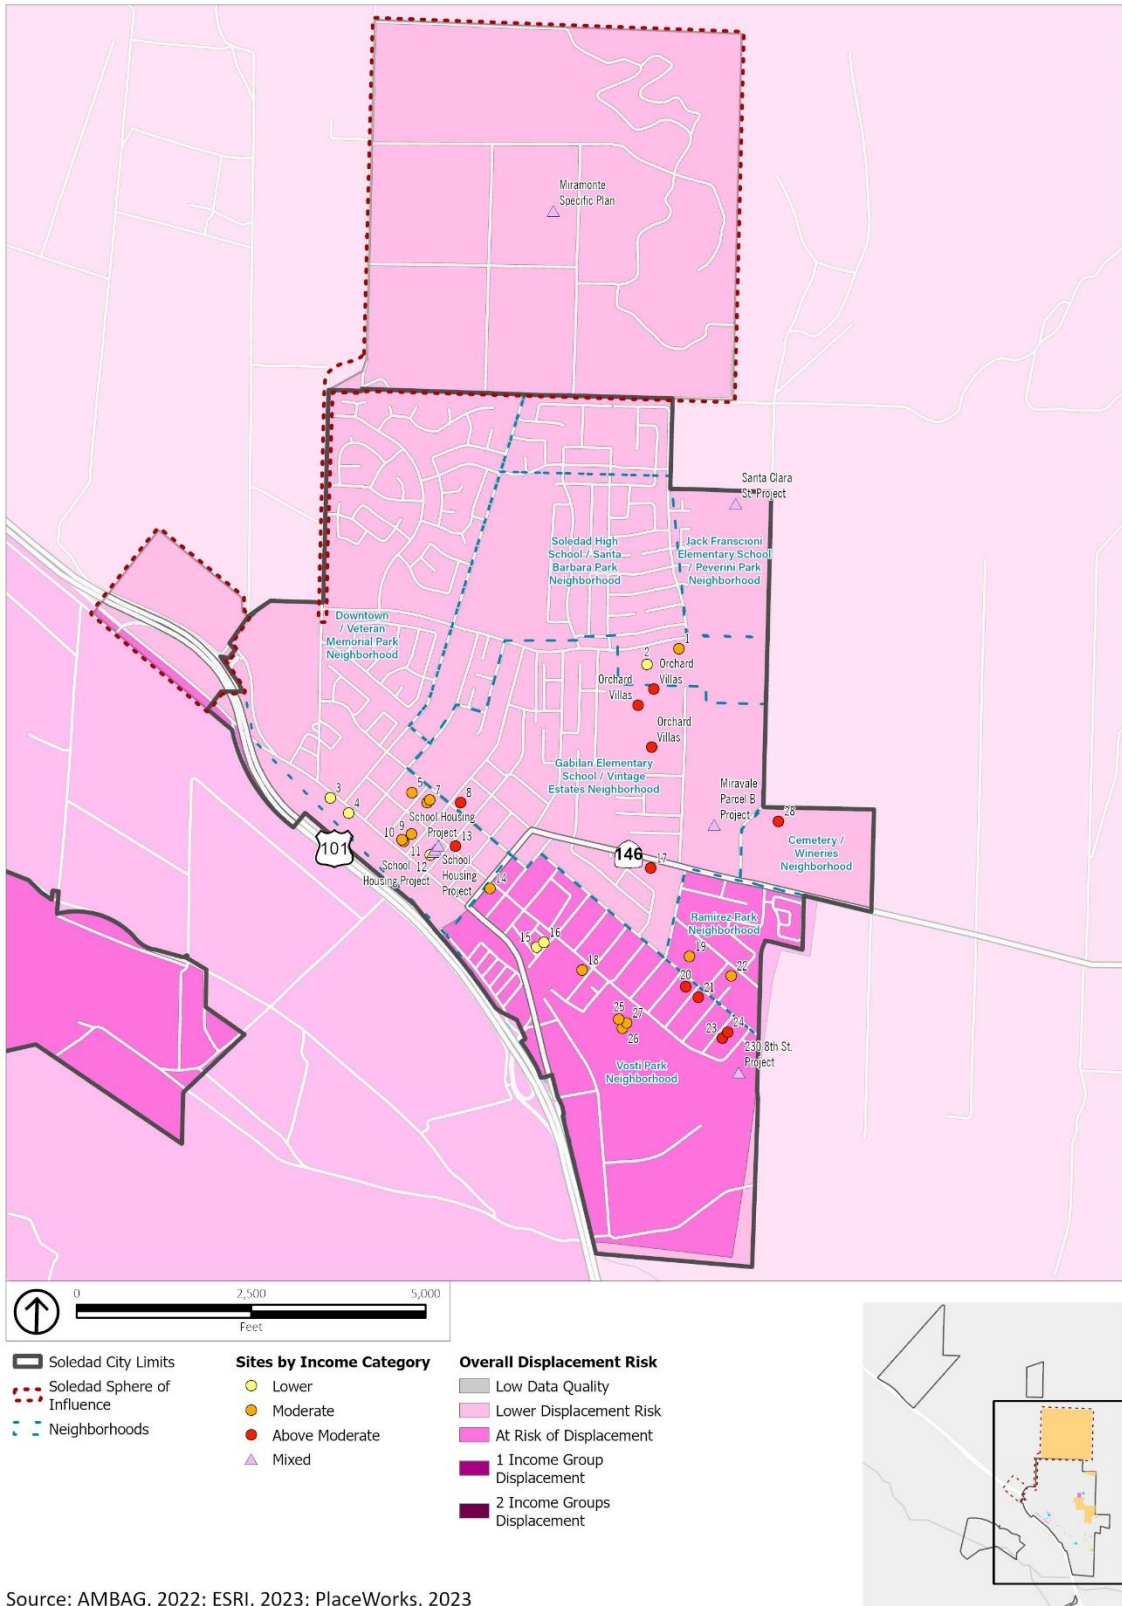 Miramonte
Specific Plan
Santa Clara
St. Project
Soledad High
School / Santa
Barbara Park
Neighborhood
Jack Franscioni
Elementary School
/ Peverini Park
Neighborhood
Downtown
/ Veteran
Memorial Park
Neighborhood
1
2
Orchard
Villas
Orchard
Villas
Orchard
Villas
Gabilan Elementary
School / Vintage
Estates Neighborhood
Miravale
Parcel B
Project
28
Cemetery /
Wineries
Neighborhood
3
4
5
7
8
School Housing
Project
9
10
13
11
12
School
Housing Project
School
Housing
Project
101
146
17
14
Ramirez Park
Neighborhood
15
16
18
19
20
21
22
23
24
25
27
26
230 8th St.
Project
Vosti Park
Neighborhood
0
2,500
5,000
Feet
Soledad City Limits
Soledad Sphere of
Influence
Neighborhoods
Sites by Income Category
Lower
Moderate
Above Moderate
Mixed
Overall Displacement Risk
Low Data Quality
Lower Displacement Risk
At Risk of Displacement
1 Income Group
Displacement
2 Income Groups
Displacement
Source: AMBAG, 2022; ESRI, 2023; PlaceWorks, 2023